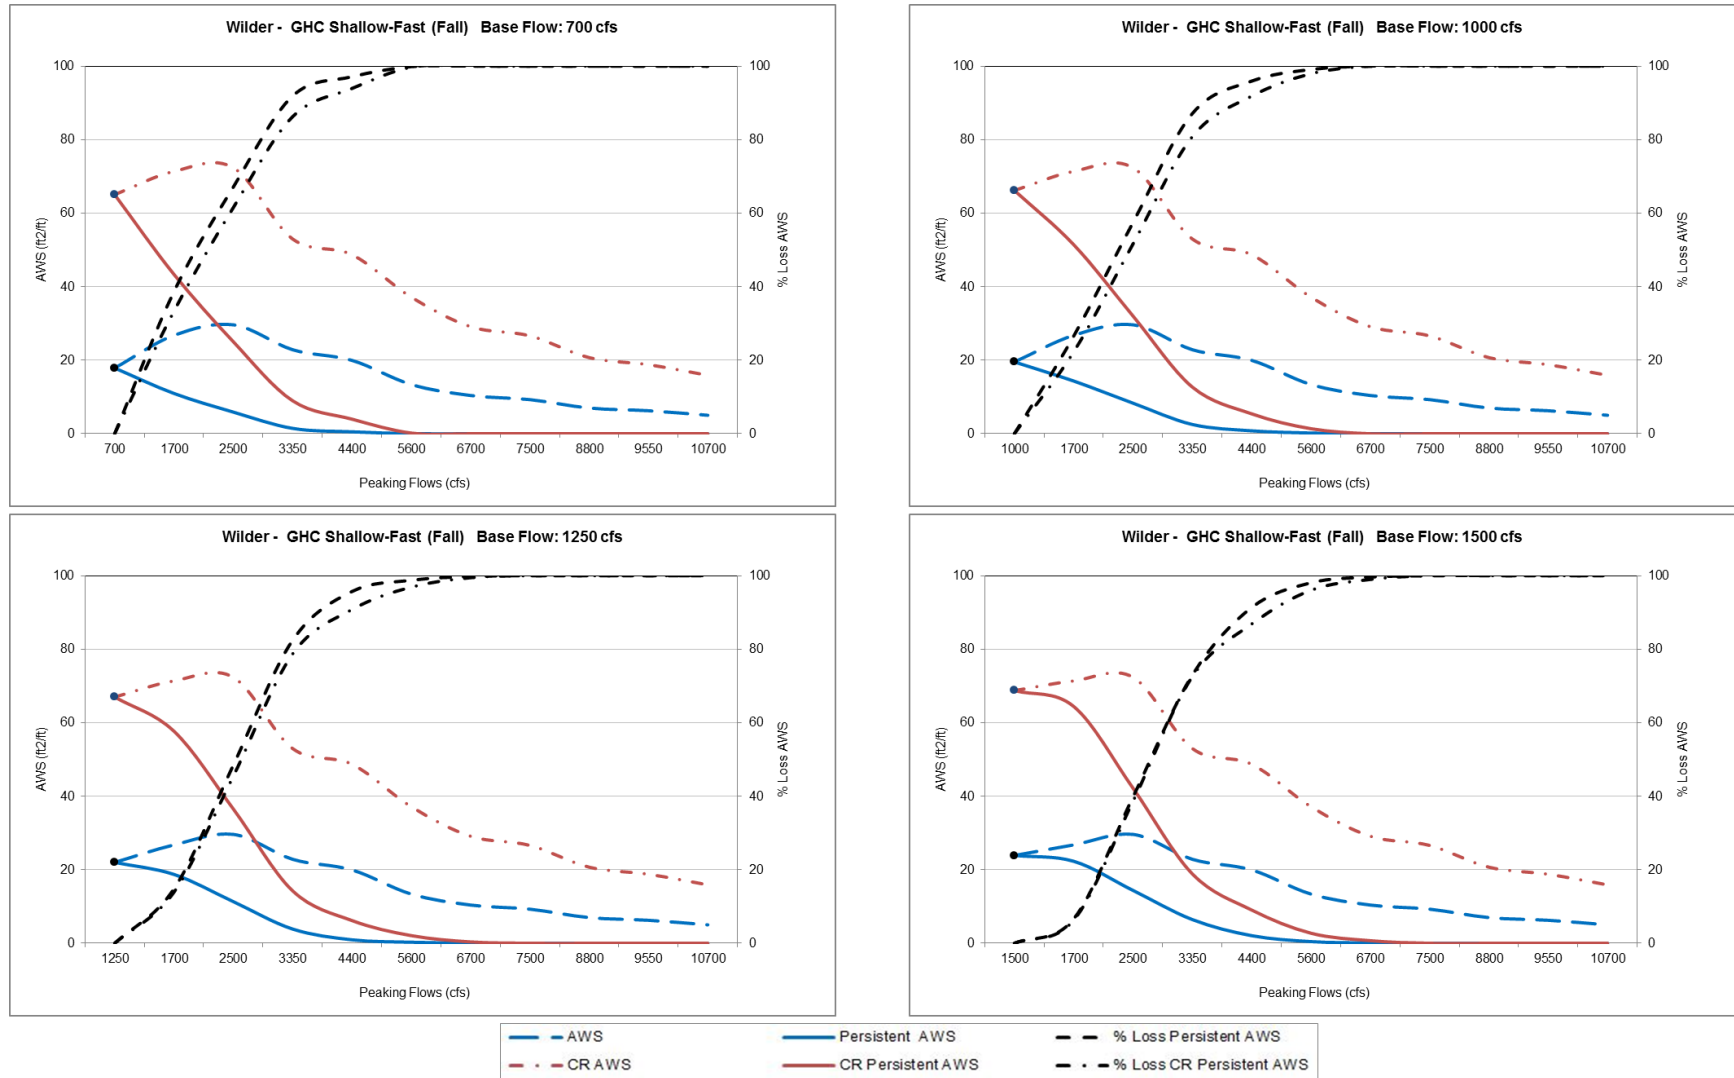 Wilder - GHC Shallow-Fast (Fall) Base Flow: 700 cfs
100
80
60
40
20
0
AWS (ft2/ft)
100
80
60
40
20
0
% Loss AWS
700 1700 2500 3350 4400 5600 6700 7500 8800 9550 10700
Peaking Flows (cfs)
Wilder - GHC Shallow-Fast (Fall) Base Flow: 1000 cfs
100
80
60
40
20
0
AWS (ft2/ft)
100
80
60
40
20
0
% Loss AWS
1000 1700 2500 3350 4400 5600 6700 7500 8800 9550 10700
Peaking Flows (cfs)
Wilder - GHC Shallow-Fast (Fall) Base Flow: 1250 cfs
100
80
60
40
20
0
AWS (ft2/ft)
100
80
60
40
20
0
% Loss AWS
1250 1700 2500 3350 4400 5600 6700 7500 8800 9550 10700
Peaking Flows (cfs)
Wilder - GHC Shallow-Fast (Fall) Base Flow: 1500 cfs
100
80
60
40
20
0
AWS (ft2/ft)
100
80
60
40
20
0
% Loss AWS
1500 1700 2500 3350 4400 5600 6700 7500 8800 9550 10700
Peaking Flows (cfs)
AWS Persistent AWS % Loss Persistent AWS
CR AWS CR Persistent AWS % Loss CR Persistent AWS